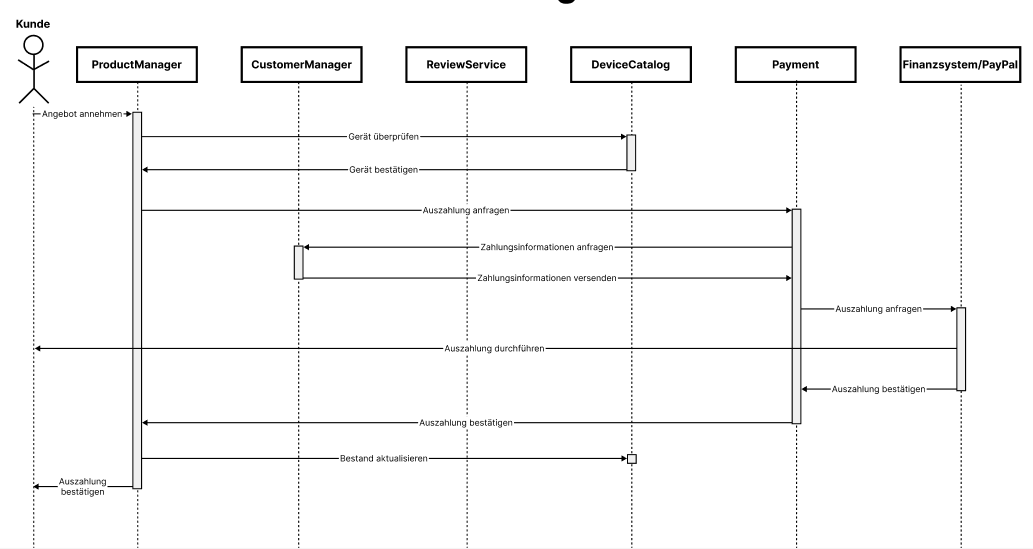 Kunde
ProductManager
CustomerManager
ReviewService
DeviceCatalog
Payment
Finanzsystem/PayPal
Angebot annehmen
Gerät überprüfen
Gerät bestätigen
Auszahlung anfragen
Zahlungsinformationen anfragen
Zahlungsinformationen versenden
Auszahlung anfragen
Auszahlung durchführen
Auszahlung bestätigen
Auszahlung bestätigen
Bestand aktualisieren
Auszahlung
bestätigen